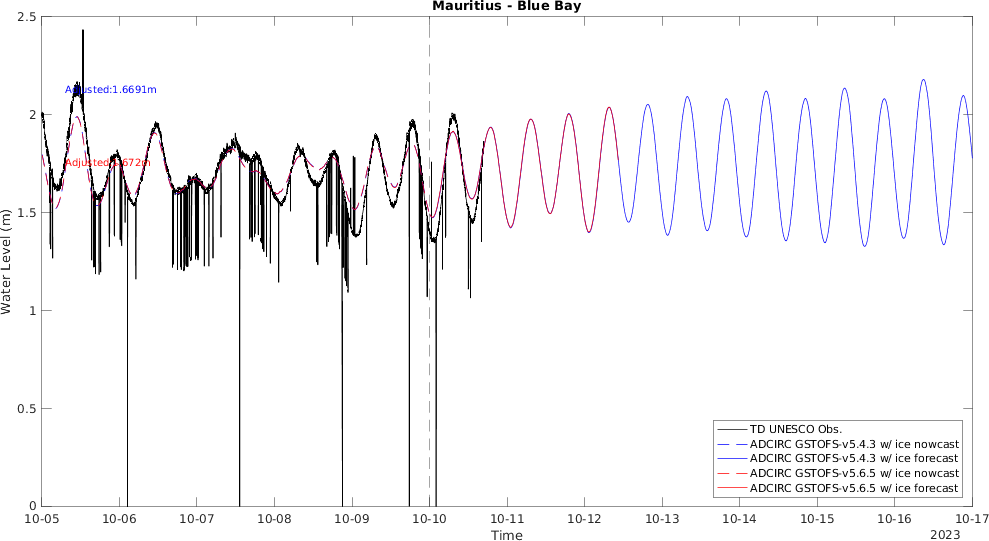 Mauritius - Blue Bay
Water Level (m)
2.5
2
1.5
1
0.5
0
Adjusted:1.6691m
TD UNESCO Obs.
ADCIRC GSTOFS-v5.4.3 w/ ice nowcast
ADCIRC GSTOFS-v5.4.3 w/ ice forecast
ADCIRC GSTOFS-v5.6.5 w/ ice nowcast
ADCIRC GSTOFS-v5.6.5 w/ ice forecast
10-05 10-06 10-07 10-08 10-09 10-10 10-11 10-12 10-13 10-14 10-15 10-16 10-17
Time
2023